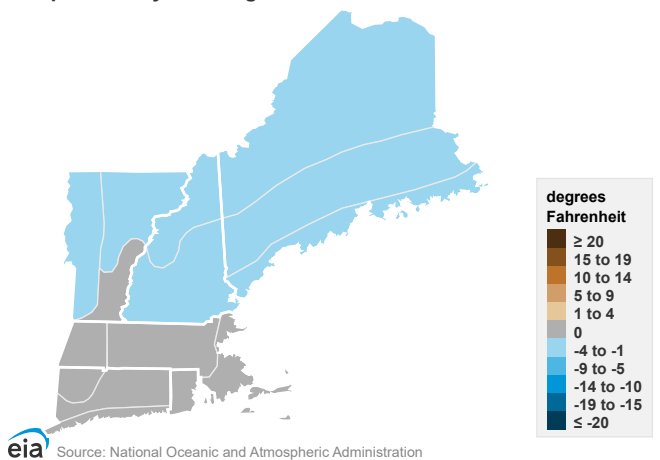 degrees
Fahrenheit
≥ 20
15 to 19
10 to 14
5 to 9
1 to 4
0
-4 to -1
-9 to -5
-14 to -10
-19 to -15
≤ -20
eia
Source: National Oceanic and Atmospheric Administration